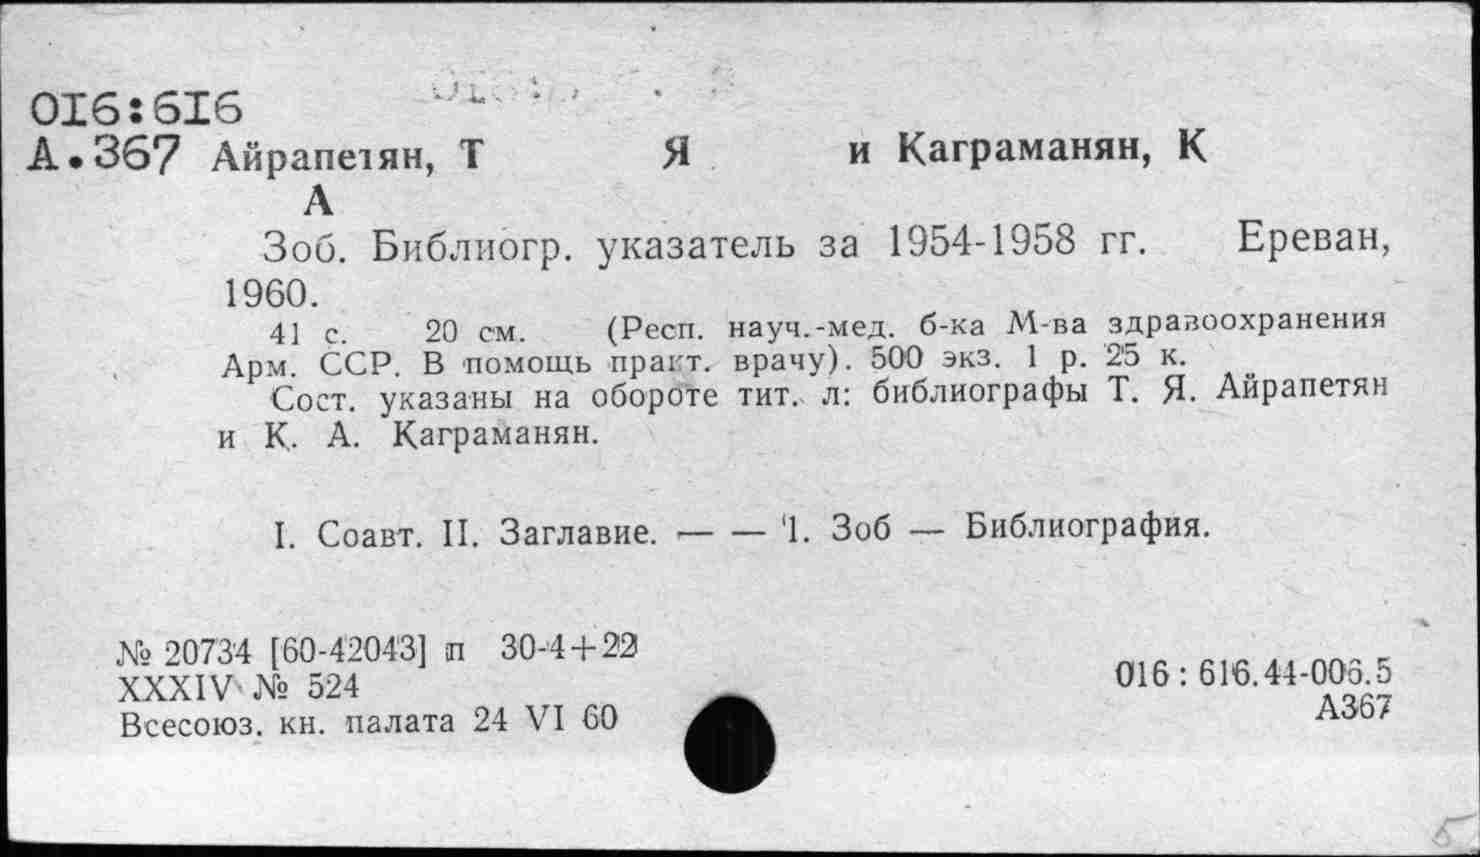 016:616
А.367 Айрапетян, Т Я и Каграманян, К
А
Зоб. Библиогр. указатель за 1954-1958 гг. Ереван,
1960.
41 с. 20 см. (Респ. науч.-мед. б-ка М-ва здравоохранения
Арм. ССР. В помощь практ. врачу). 500 экз. 1 р. 25 к.
Сост. указаны на обороте тит. л: библиографы Т. Я. Айрапетян
и К. А. Каграманян.
I. Соавт. II. Заглавие. — — 1. Зоб — Библиография.
№ 20734 [60-42043] п 30-4+22
XXXIV № 524
Всесоюз. кн. палата 24 VI 60
016 : 616.44-006.5
А367